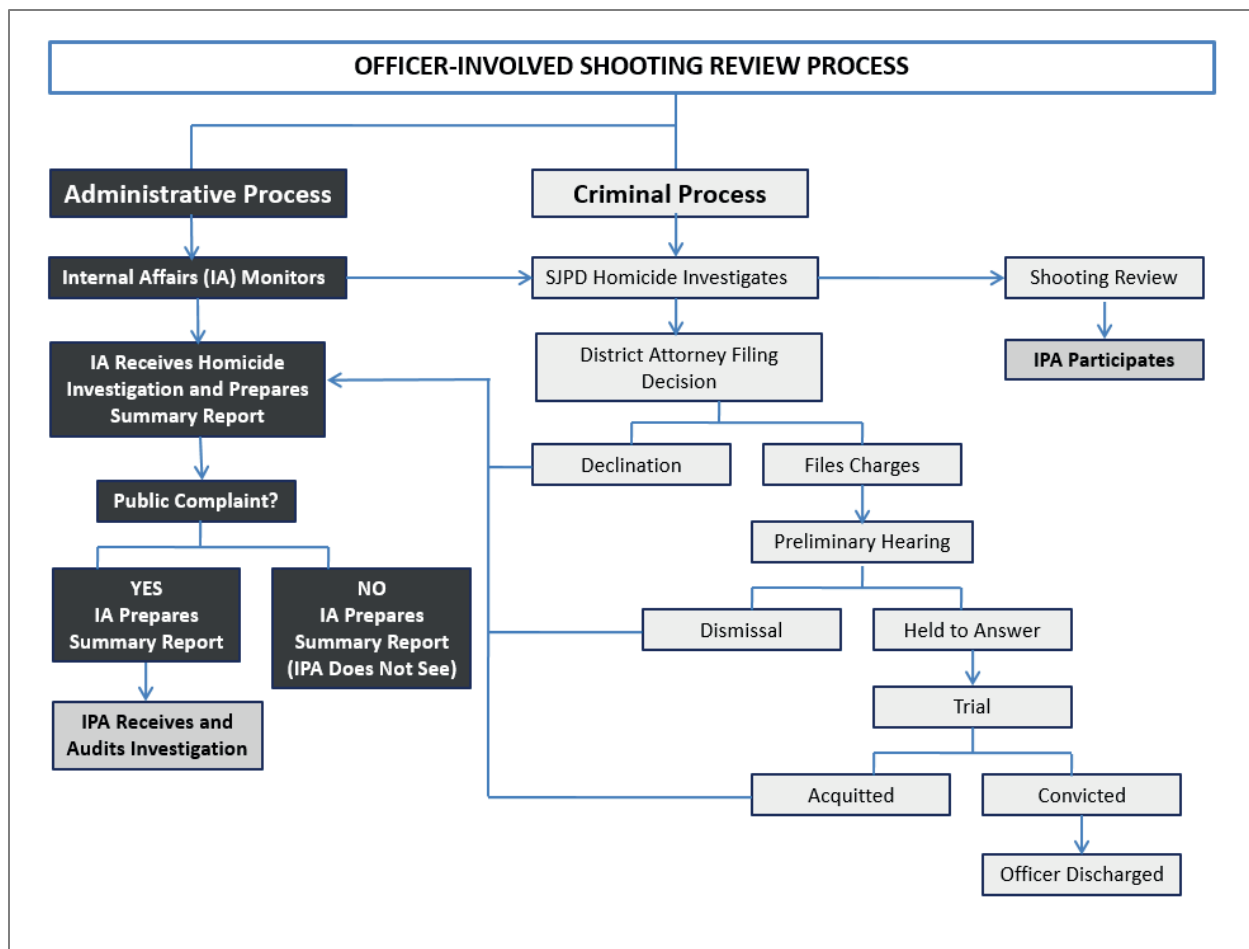 OFFICER-INVOLVED SHOOTING REVIEW PROCESS
Administrative Process
Criminal Process
Internal Affairs (IA) Monitors
SJPD Homicide Investigates
Shooting Review
IA Receives Homicide
Investigation and Prepares
Summary Report
District Attorney Filing
Decision
IPA Participates
Declination
Files Charges
Public Complaint?
Preliminary Hearing
YES
IA Prepares
Summary Report
NO
IA Prepares
Summary Report
(IPA Does Not See)
Dismissal
Held to Answer
IPA Receives and
Audits Investigation
Trial
Acquitted
Convicted
Officer Discharged